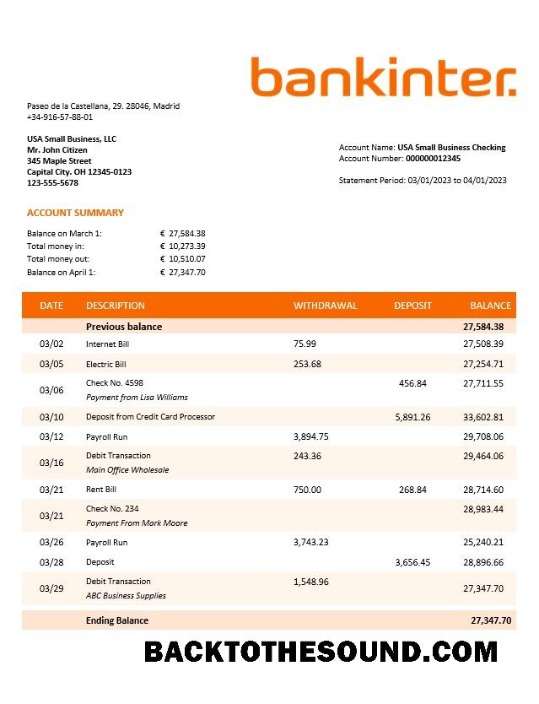 bankinter.
Paseo de la Castellana, 29. 28046, Madrid
+34-916-57-88-01
USA Small Business, LLC
Mr. John Citizen
345 Maple Street
Capital City. OH 12345-0123
123-555-5678
Account Name: USA Small Business Checking
Account Number: 000000012345
Statement Period: 03/01/2023 to 04/01/2023
ACCOUNT SUMMARY
Balance on March 1: € 27,584.38
Total money in: € 10,273.39
Total money out: € 10,510.07
Balance on April 1: € 27,347.70
DATE DESCRIPTION WITHDRAWAL DEPOSIT BALANCE
Previous balance 27,584.38
03/02 Internet Bill 75.99 27,508.39
03/05 Electric Bill 253.68 27,254.71
03/06 Check No. 4598 456.84 27,711.55
Payment from Lisa Williams
03/10 Deposit from Credit Card Processor 5,891.26 33,602.81
03/12 Payroll Run 3,894.75 29,708.06
03/16 Debit Transaction 243.36 29,464.06
Main Office Wholesale
03/21 Rent Bill 750.00 268.84 28,714.60
03/21 Check No. 234 28,983.44
Payment From Mark Moore
03/26 Payroll Run 3,743.23 25,240.21
03/28 Deposit 3,656.45 28,896.66
03/29 Debit Transaction 1,548.96 27,347.70
ABC Business Supplies
Ending Balance 27,347.70
BACKTOTHESOUND.COM